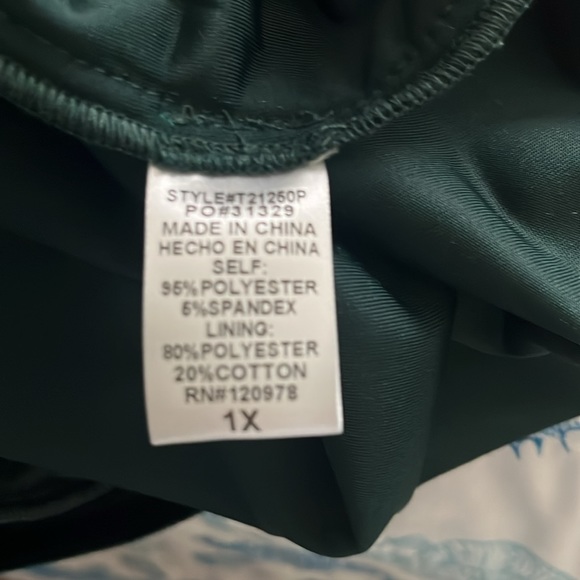 STYLE#T21250P
PO#31329
MADE IN CHINA
HECHO EN CHINA
SELF:
95%POLYESTER
5%SPANDEX
LINING:
80%POLYESTER
20%COTTON
RN#120978
1X